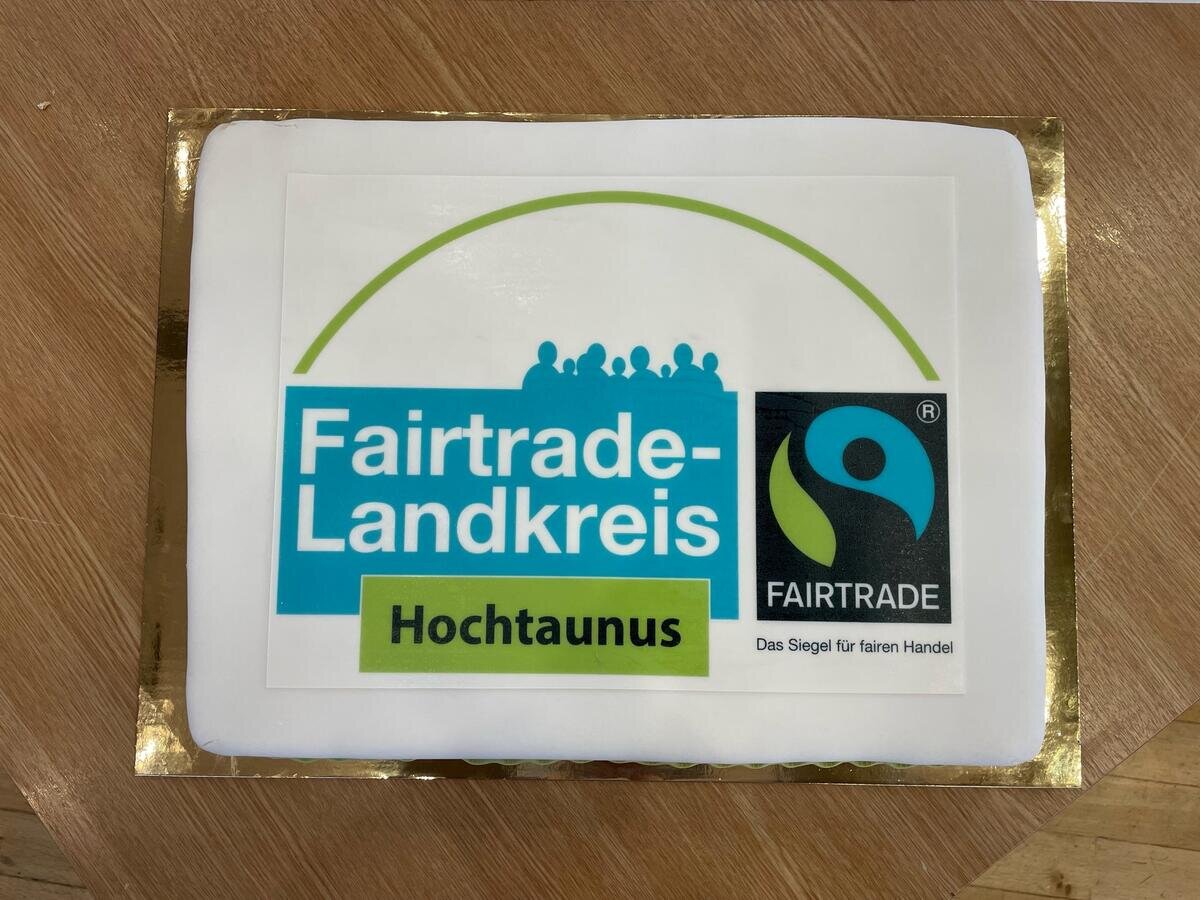 Fairtrade-
Landkreis
Hochtaunus
®
FAIRTRADE
Das Siegel für fairen Handel